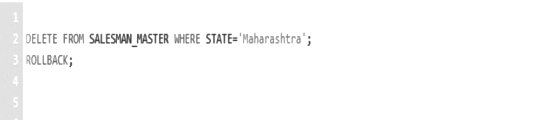 1
2 DELETE FROM SALESMAN_MASTER WHERE STATE='Maharashtra';
3 ROLLBACK;
4
5